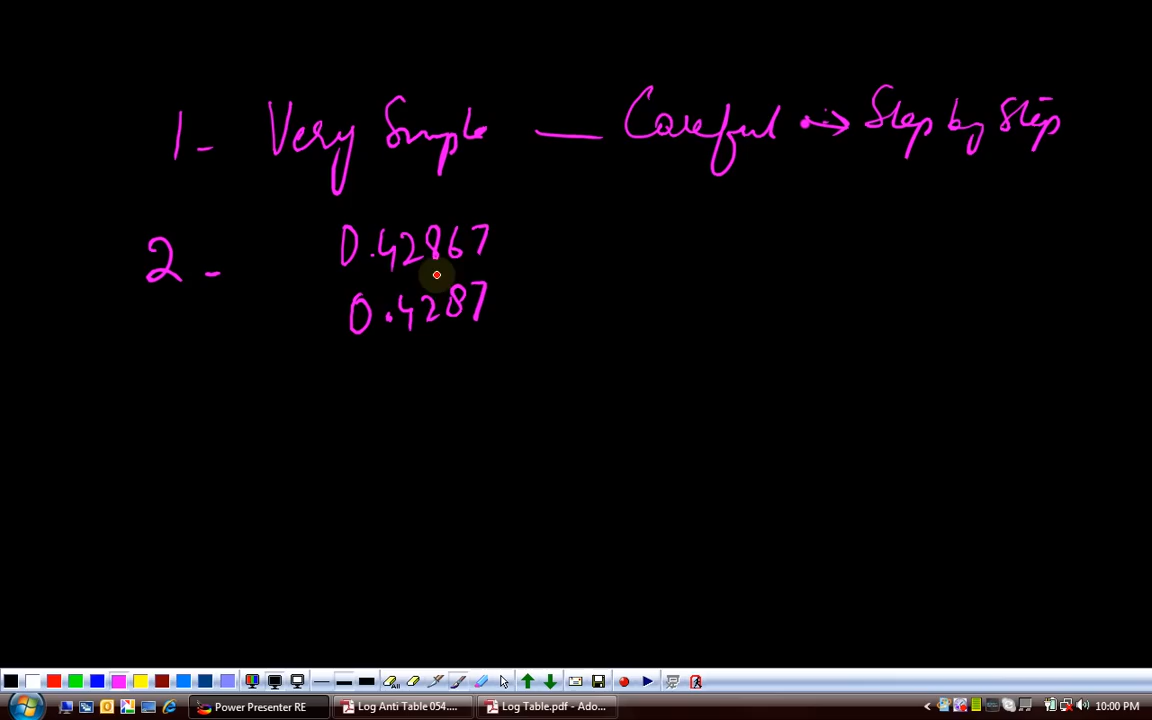 1- Very Simple — Careful → Step by Step
2- 0.42867
0.4287
All
Power Presenter RE
Log Anti Table 054....
Log Table.pdf - Ado...
10:00 PM